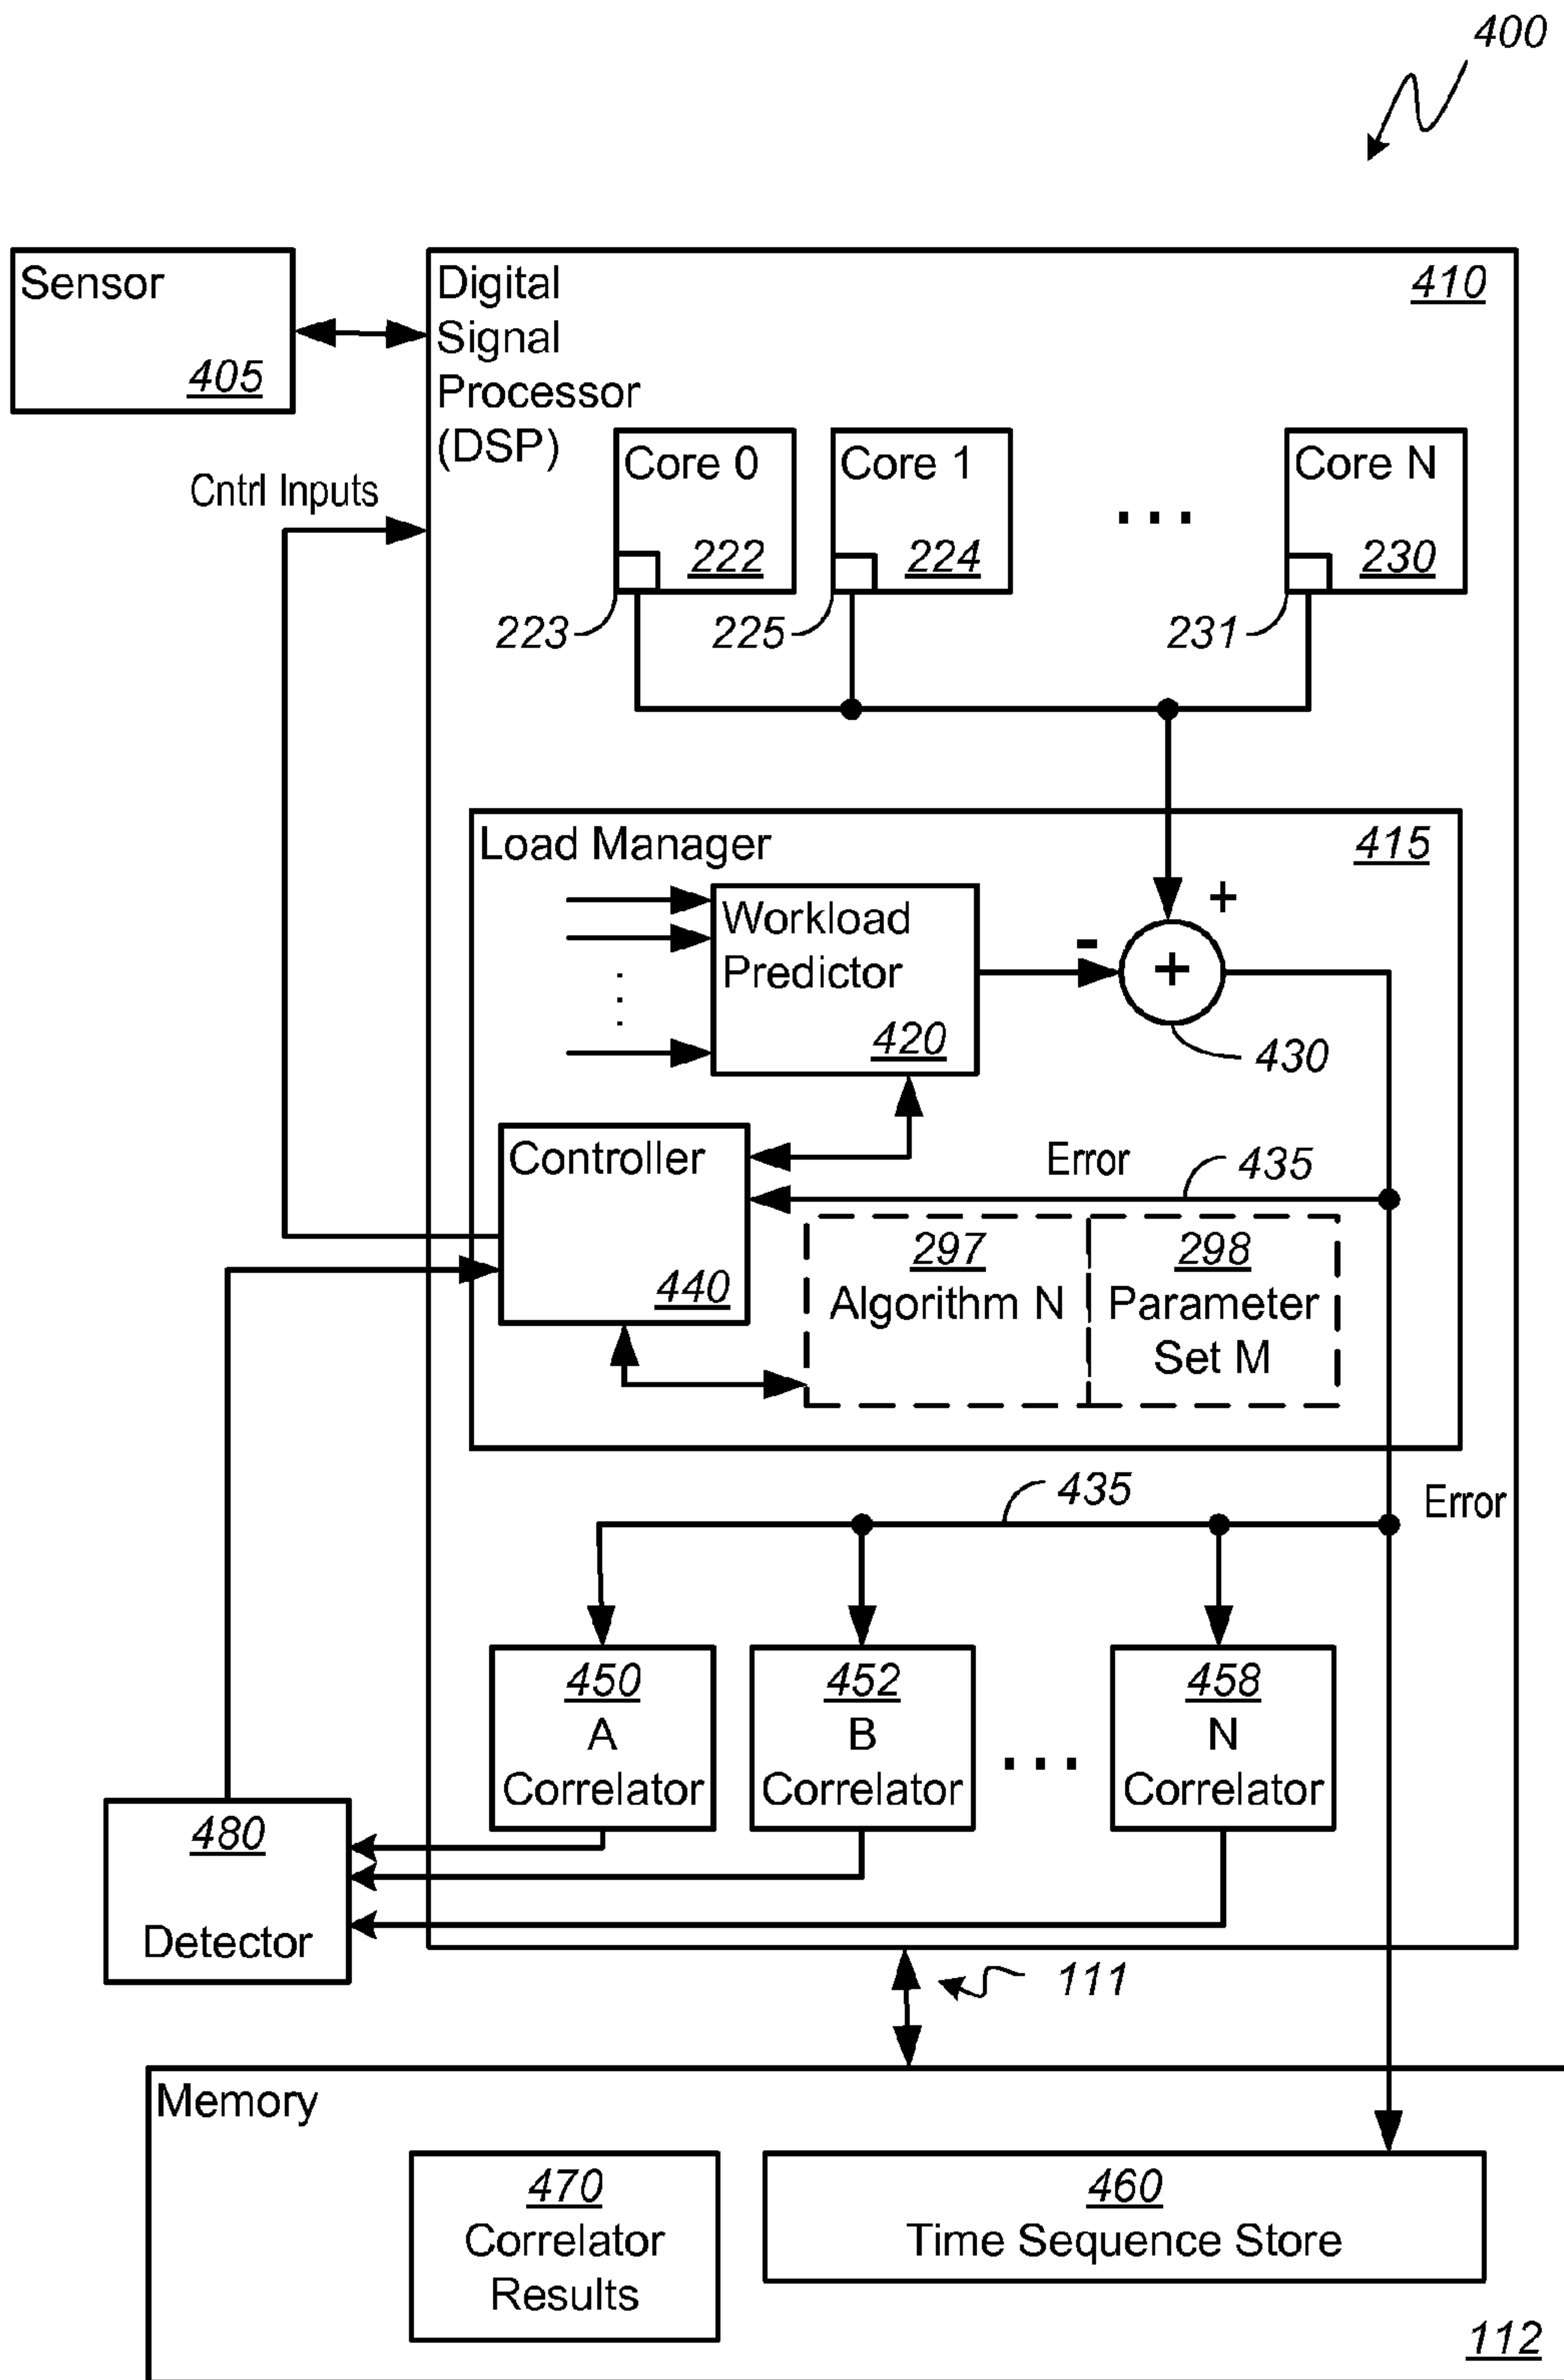 400
Sensor
405
Digital
Signal
Processor
(DSP)
410
Cntrl Inputs
Core 0
222
Core 1
224
...
Core N
230
223
225
231
Load Manager
415
Workload
Predictor
420
+
-
+
430
Controller
440
Error
435
297
Algorithm N
298
Parameter
Set M
435
Error
450
A
Correlator
452
B
Correlator
...
458
N
Correlator
480
Detector
111
Memory
470
Correlator
Results
460
Time Sequence Store
112